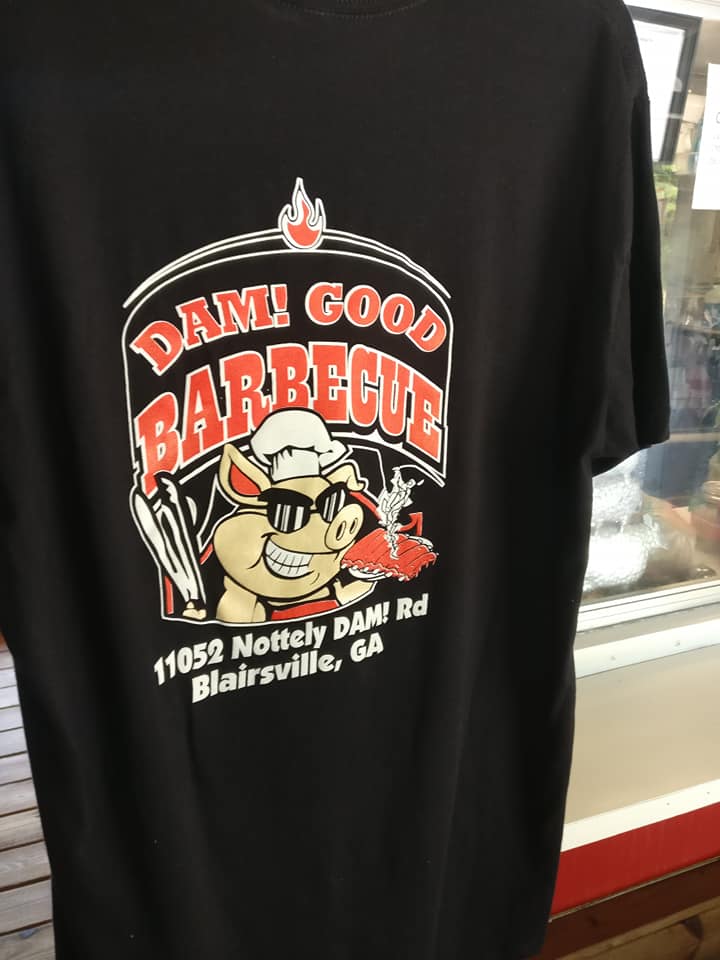 DAM! GOOD
BARBECUE
11052 Nottely DAM! Rd
Blairsville, GA